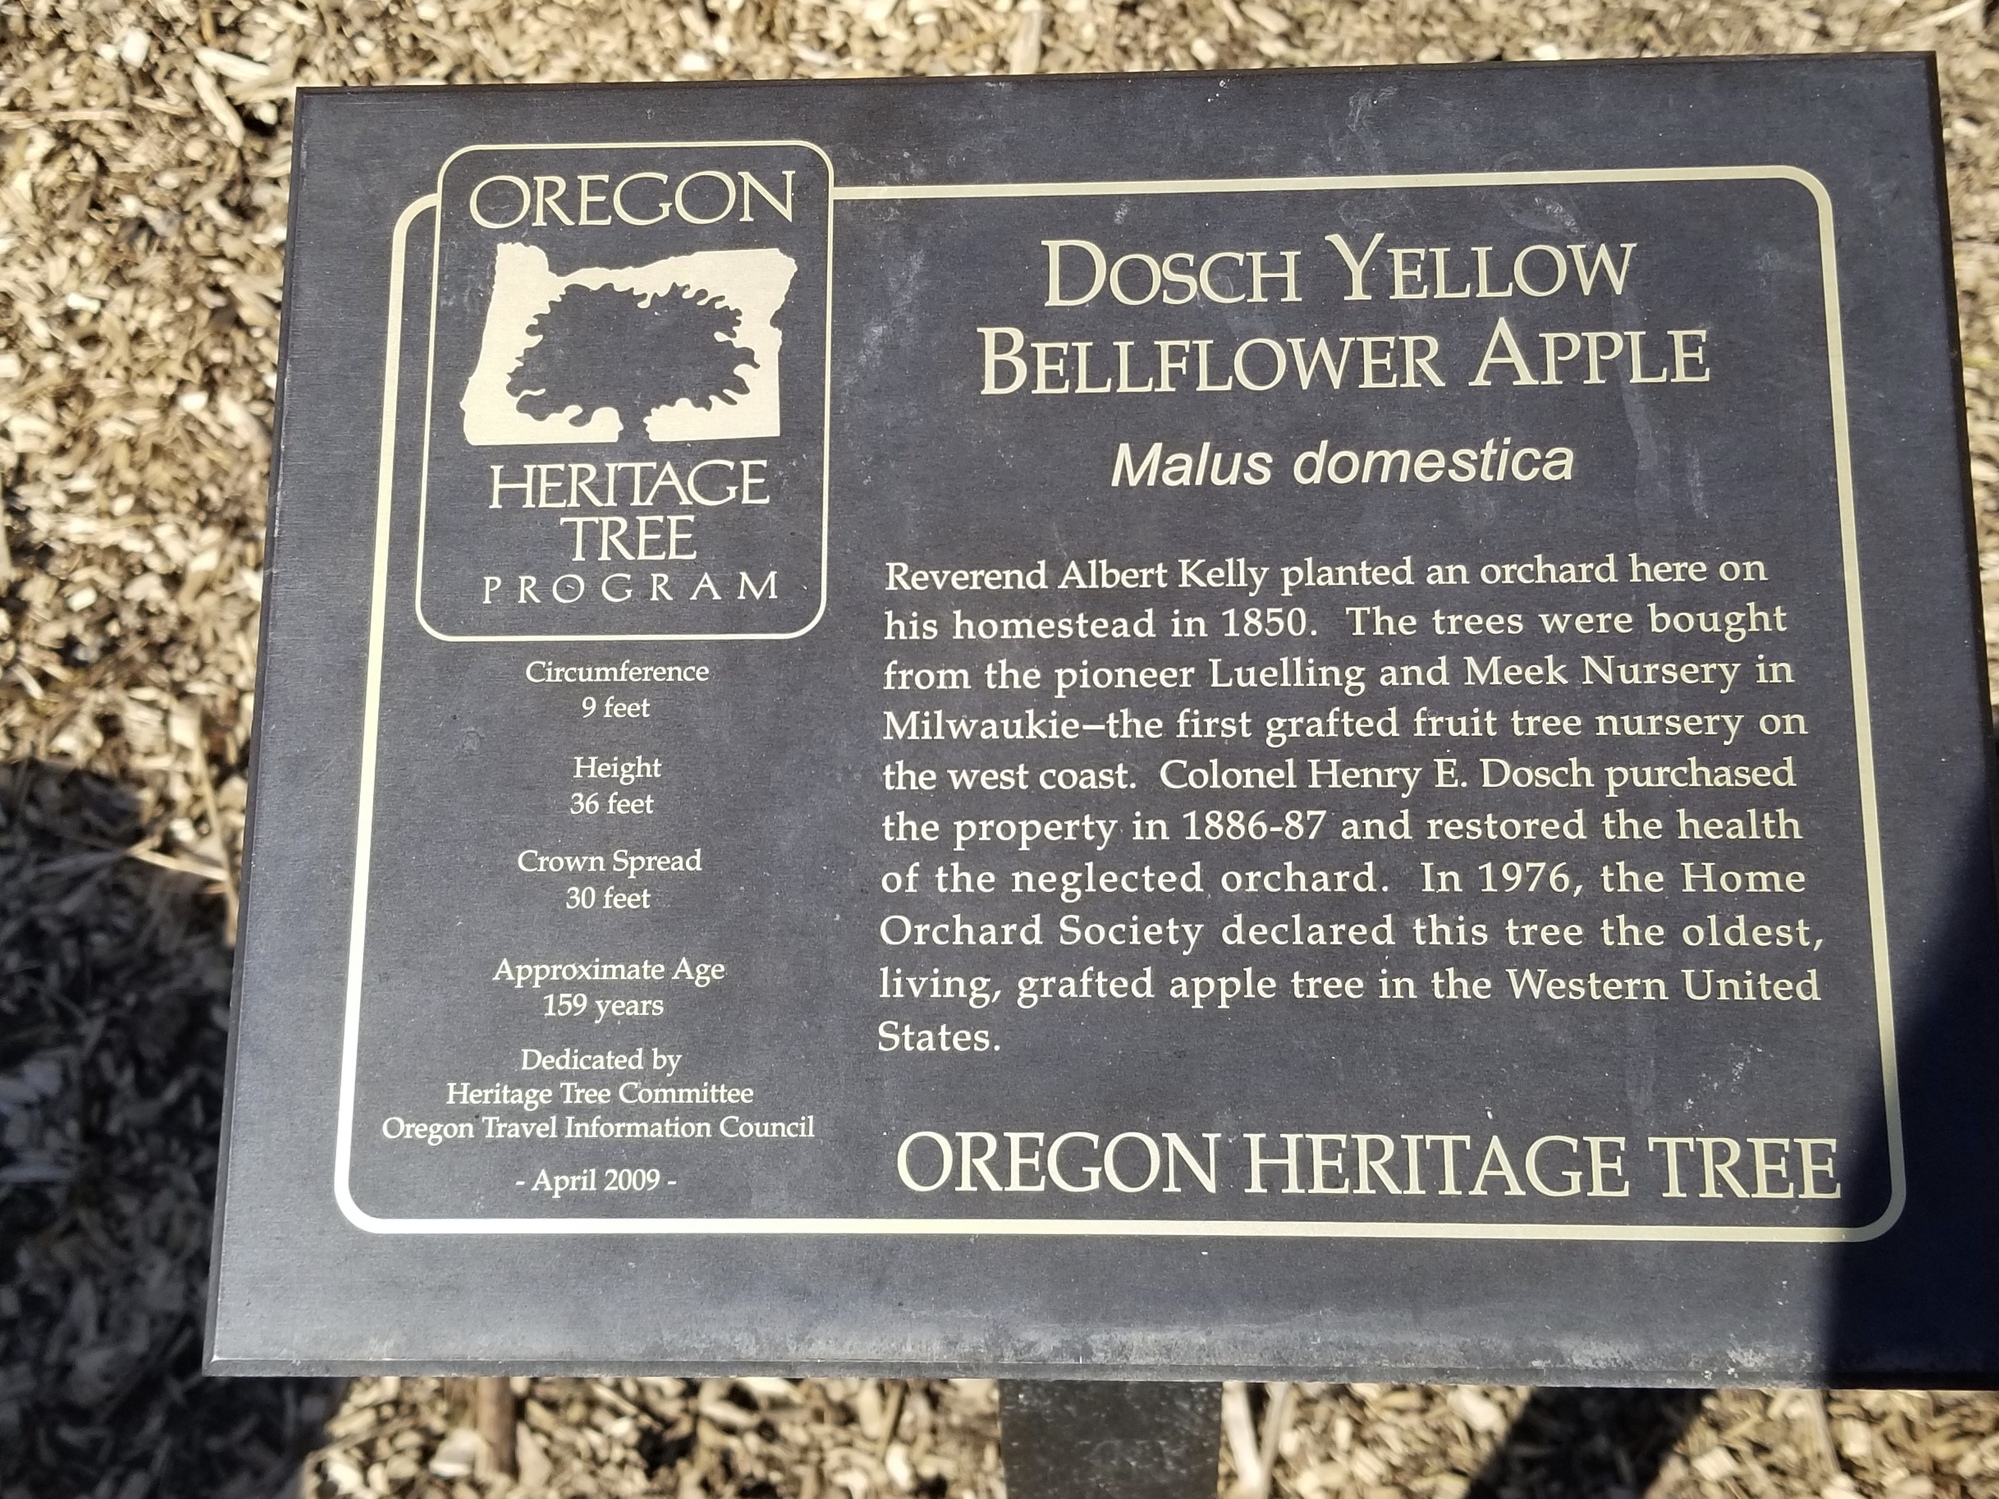 OREGON
HERITAGE
TREE
PROGRAM
Circumference
9 feet
Height
36 feet
Crown Spread
30 feet
Approximate Age
159 years
Dedicated by
Heritage Tree Committee
Oregon Travel Information Council
- April 2009 -
DOSCH YELLOW
BELLFLOWER APPLE
Malus domestica
Reverend Albert Kelly planted an orchard here on
his homestead in 1850. The trees were bought
from the pioneer Luelling and Meek Nursery in
Milwaukie–the first grafted fruit tree nursery on
the west coast. Colonel Henry E. Dosch purchased
the property in 1886-87 and restored the health
of the neglected orchard. In 1976, the Home
Orchard Society declared this tree the oldest,
living, grafted apple tree in the Western United
States.
OREGON HERITAGE TREE